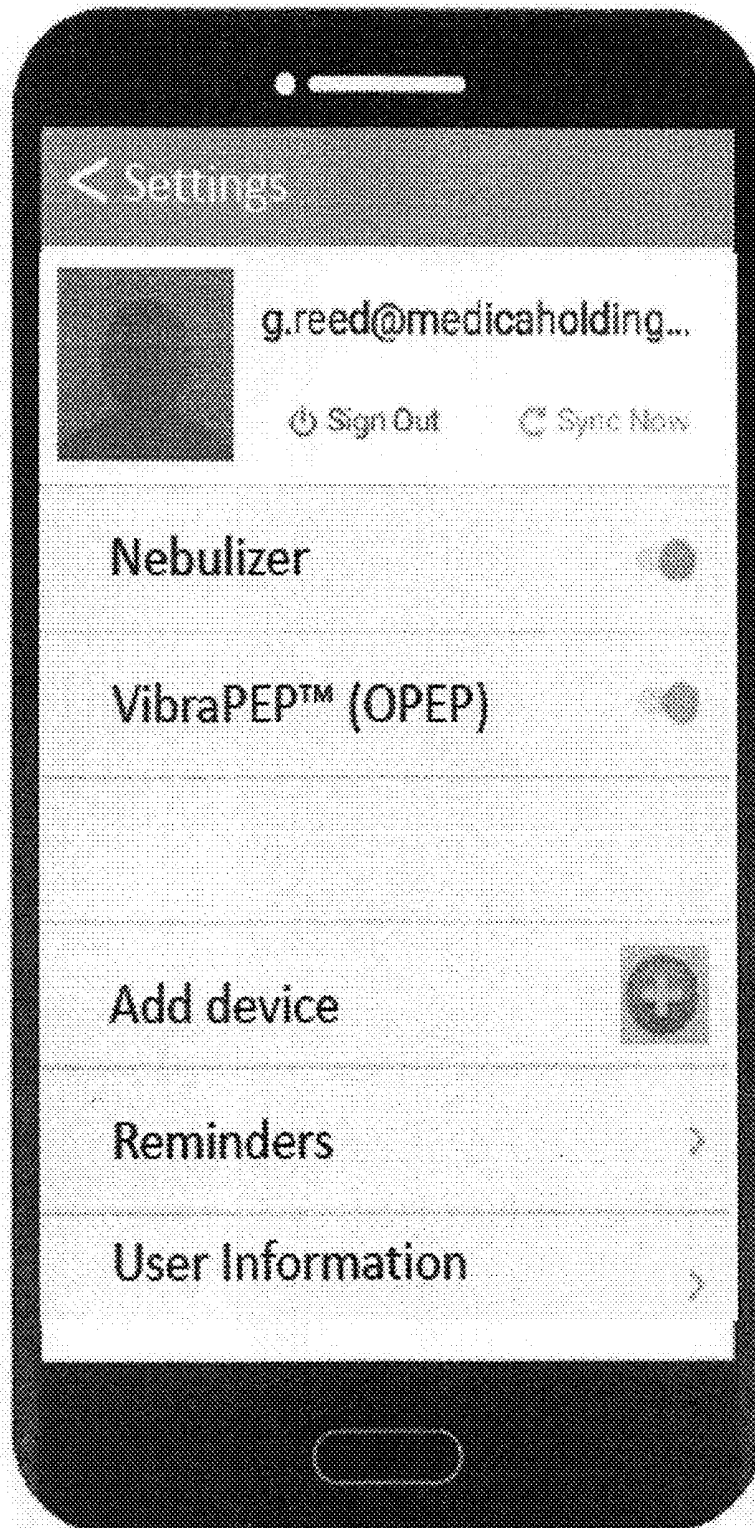 < Settings
g.reed@medicaholding...
Sign Out Sync Now
Nebulizer
VibraPEP™ (OPEP)
Add device
Reminders >
User Information >